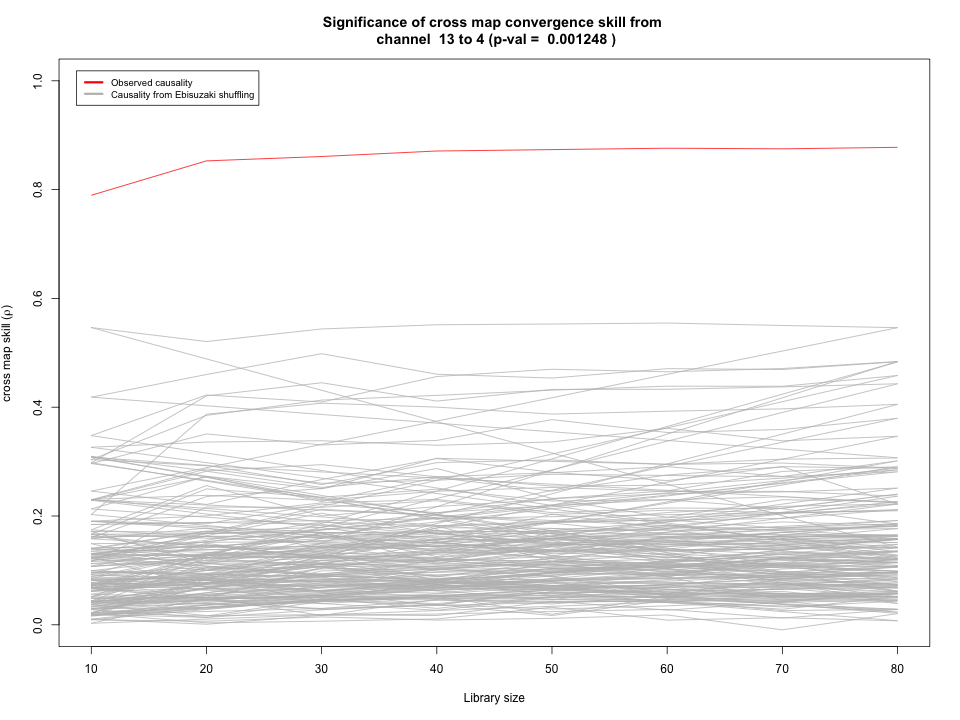 Significance of cross map convergence skill from
channel  13 to 4 (p-val =  0.001248 )
Observed causality
Causality from Ebisuzaki shuffling
1.0
0.8
0.6
0.4
0.2
0.0
cross map skill (ρ)
10 20 30 40 50 60 70 80
Library size